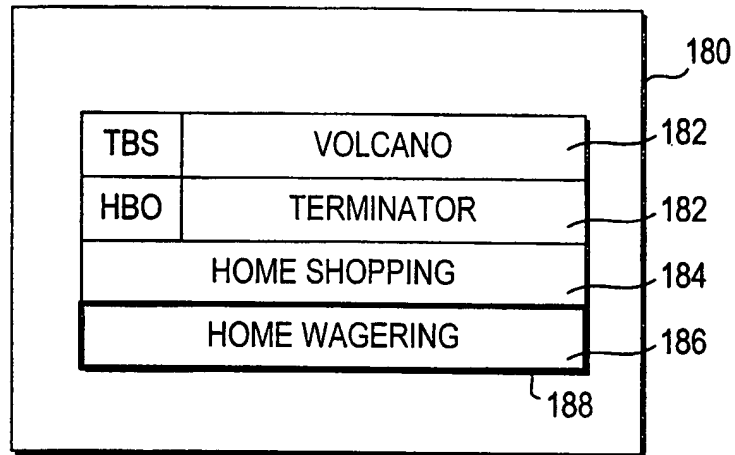 180
TBS VOLCANO 182
HBO TERMINATOR 182
HOME SHOPPING 184
HOME WAGERING 186
188